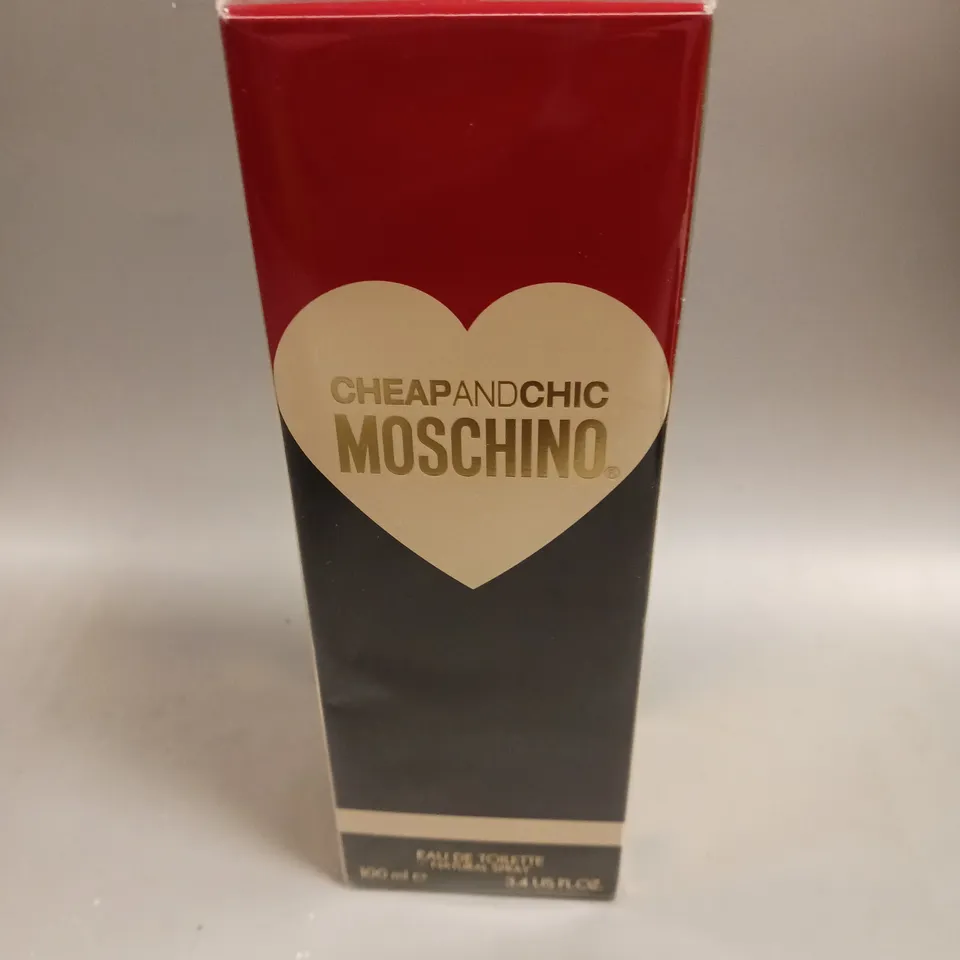 CHEAPANDCHIC
MOSCHINO®
EAU DE TOILETTE
NATURAL SPRAY
100 ml ℮ 3.4 US FL.OZ.